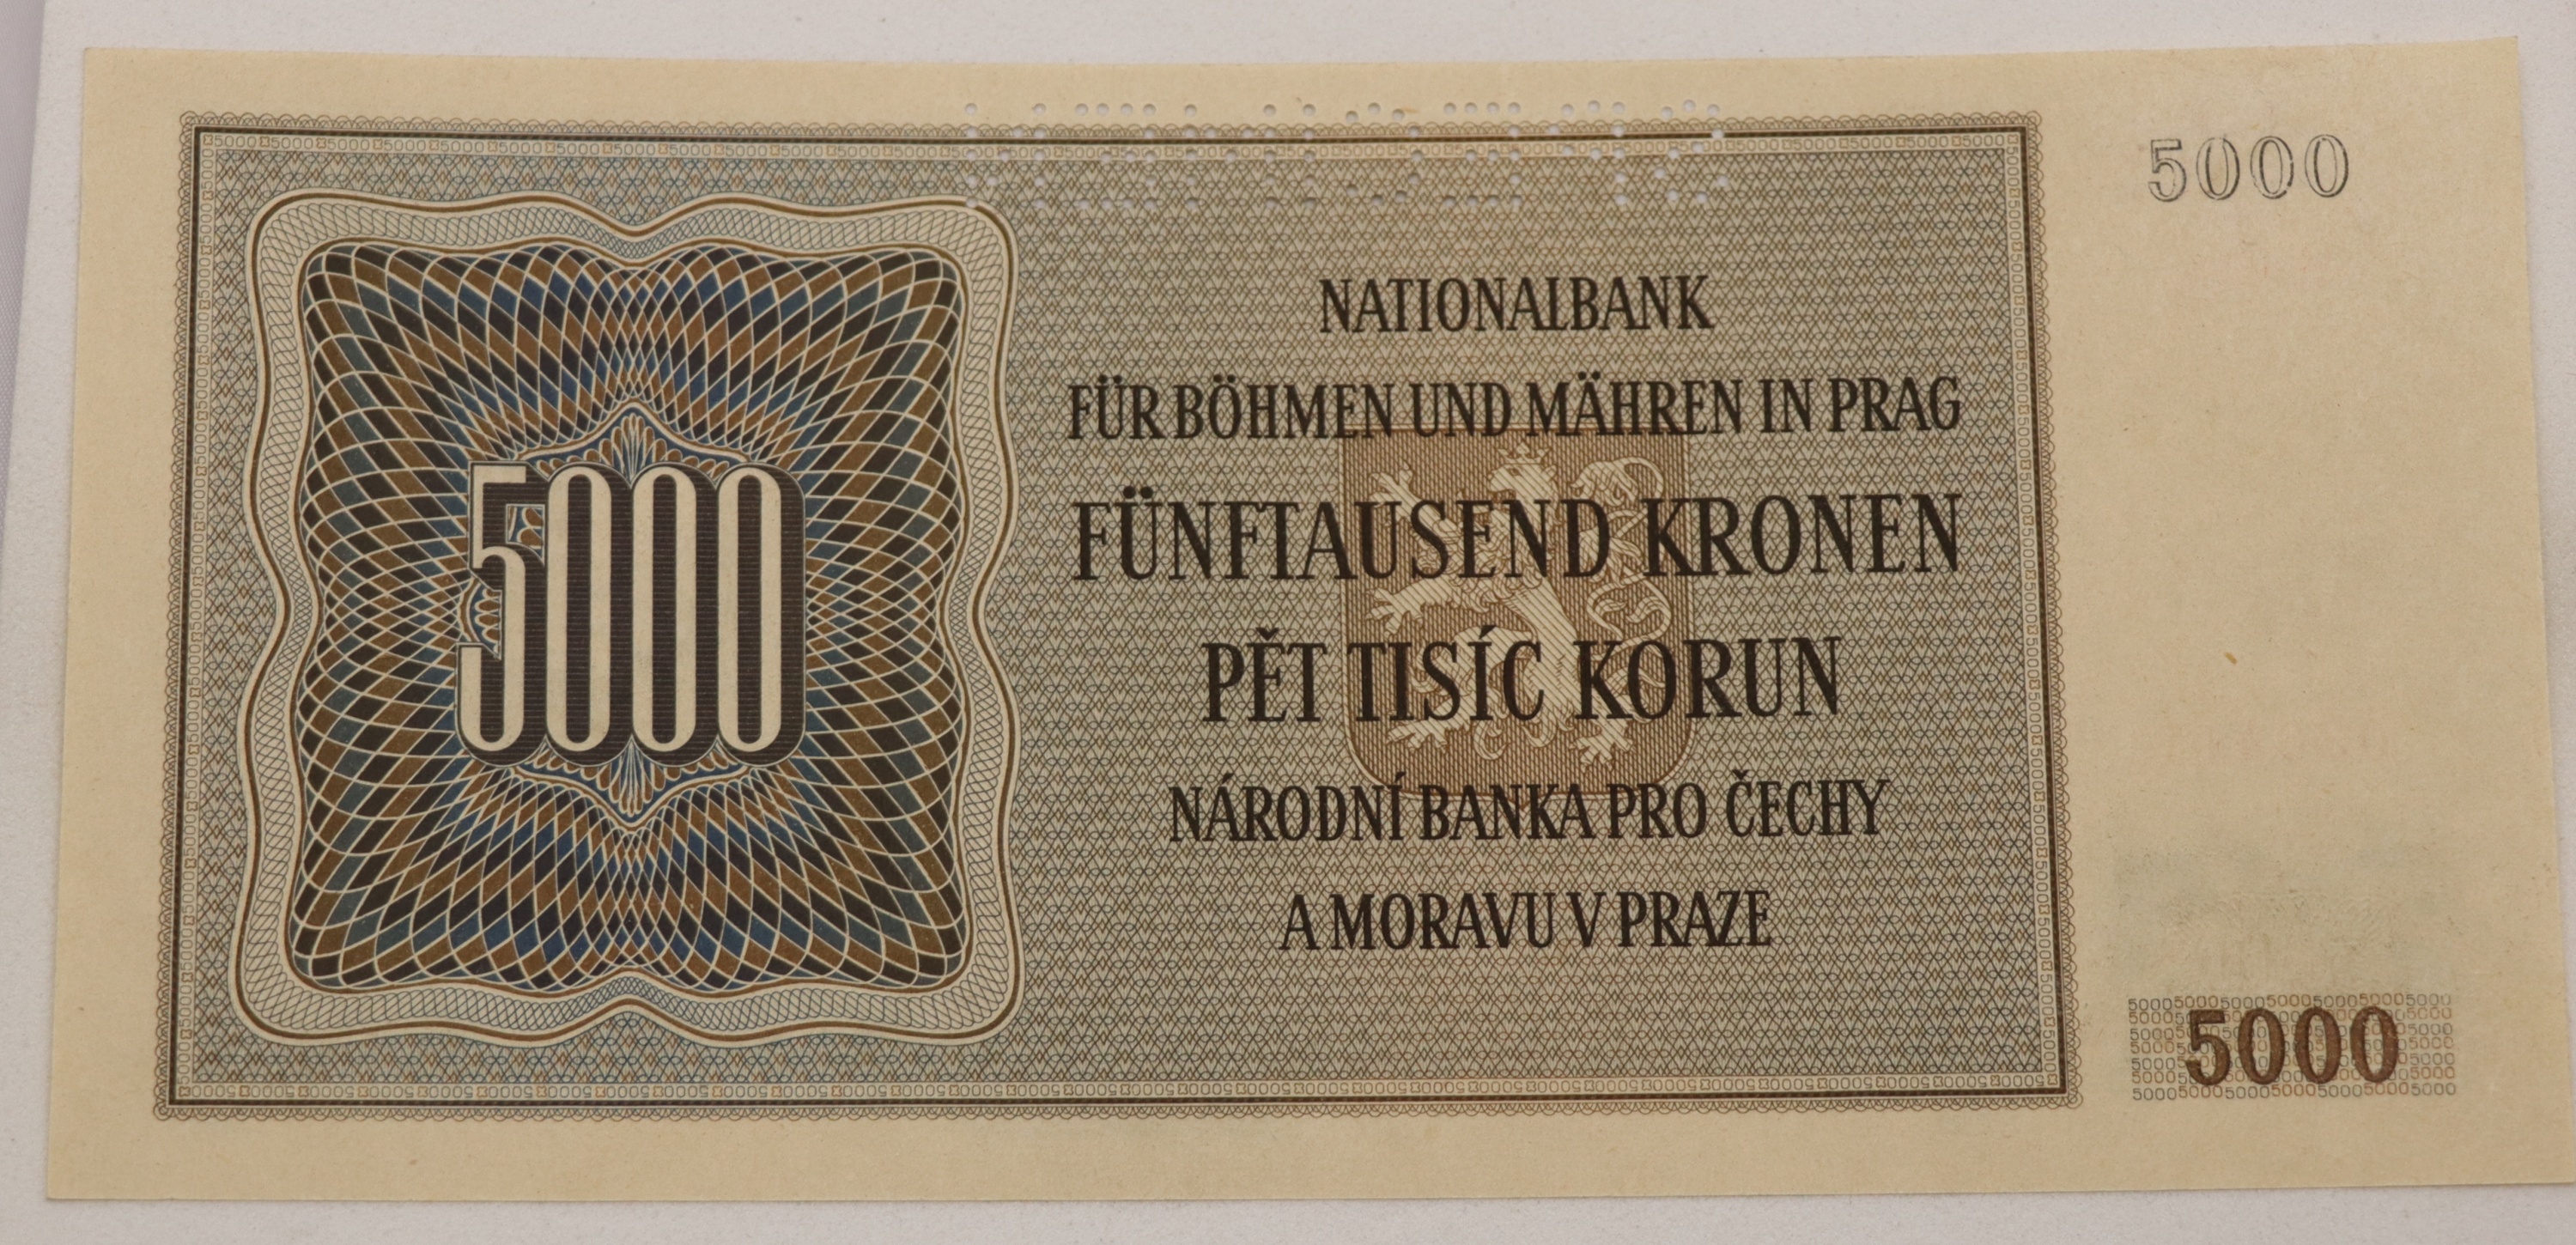 5000
NATIONALBANK
FÜR BÖHMEN UND MÄHREN IN PRAG
FÜNFTAUSEND KRONEN
5000
PĚT TISÍC KORUN
NÁRODNÍ BANKA PRO ČECHY
A MORAVU V PRAZE
5000